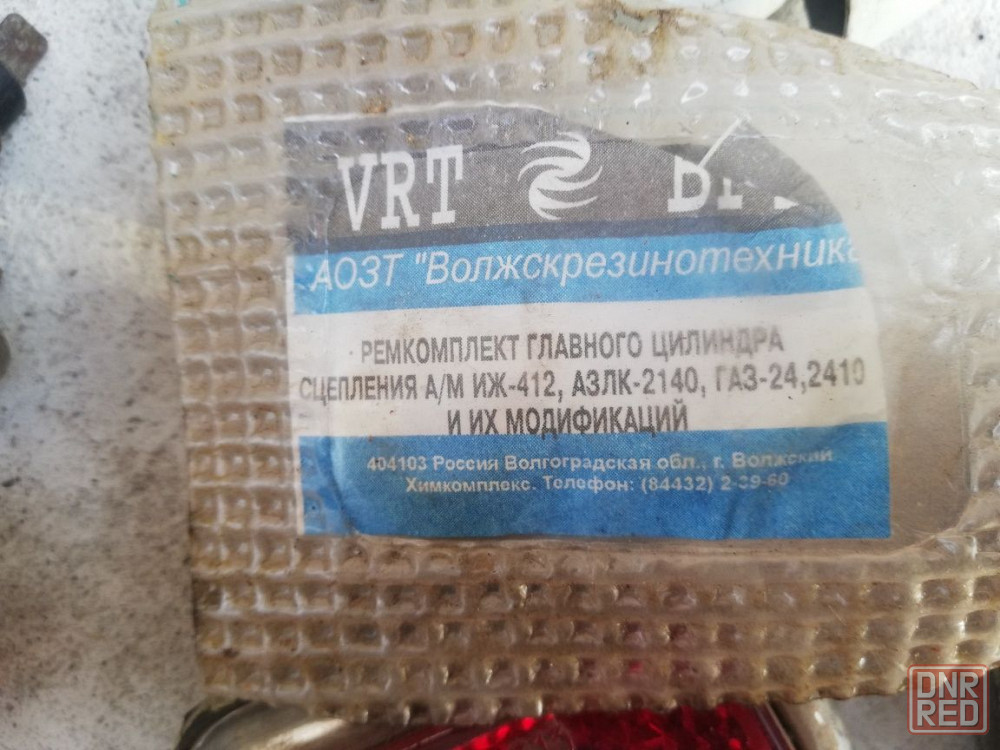 VRT
АОЗТ "Волжскрезинотехника
РЕМКОМПЛЕКТ ГЛАВНОГО ЦИЛИНДРА
СЦЕПЛЕНИЯ А/М ИЖ-412, АЗЛК-2140, ГАЗ-24,2410
И ИХ МОДИФИКАЦИЙ
404103 Россия Волгоградская обл., г. Волжский
Химкомплекс. Телефон: (84432) 2-39-60
DNR
RED